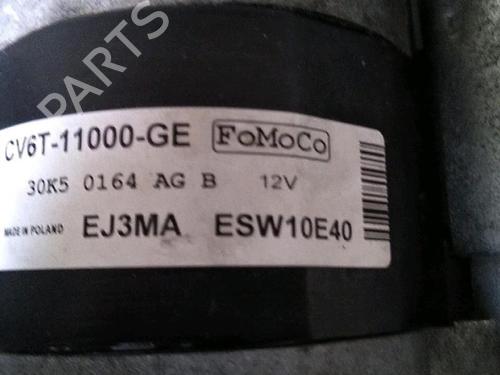 PARTS
CV6T-11000-GE FoMoCo
30K5 0164 AG B 12V
MADE IN POLAND EJ3MA ESW10E40